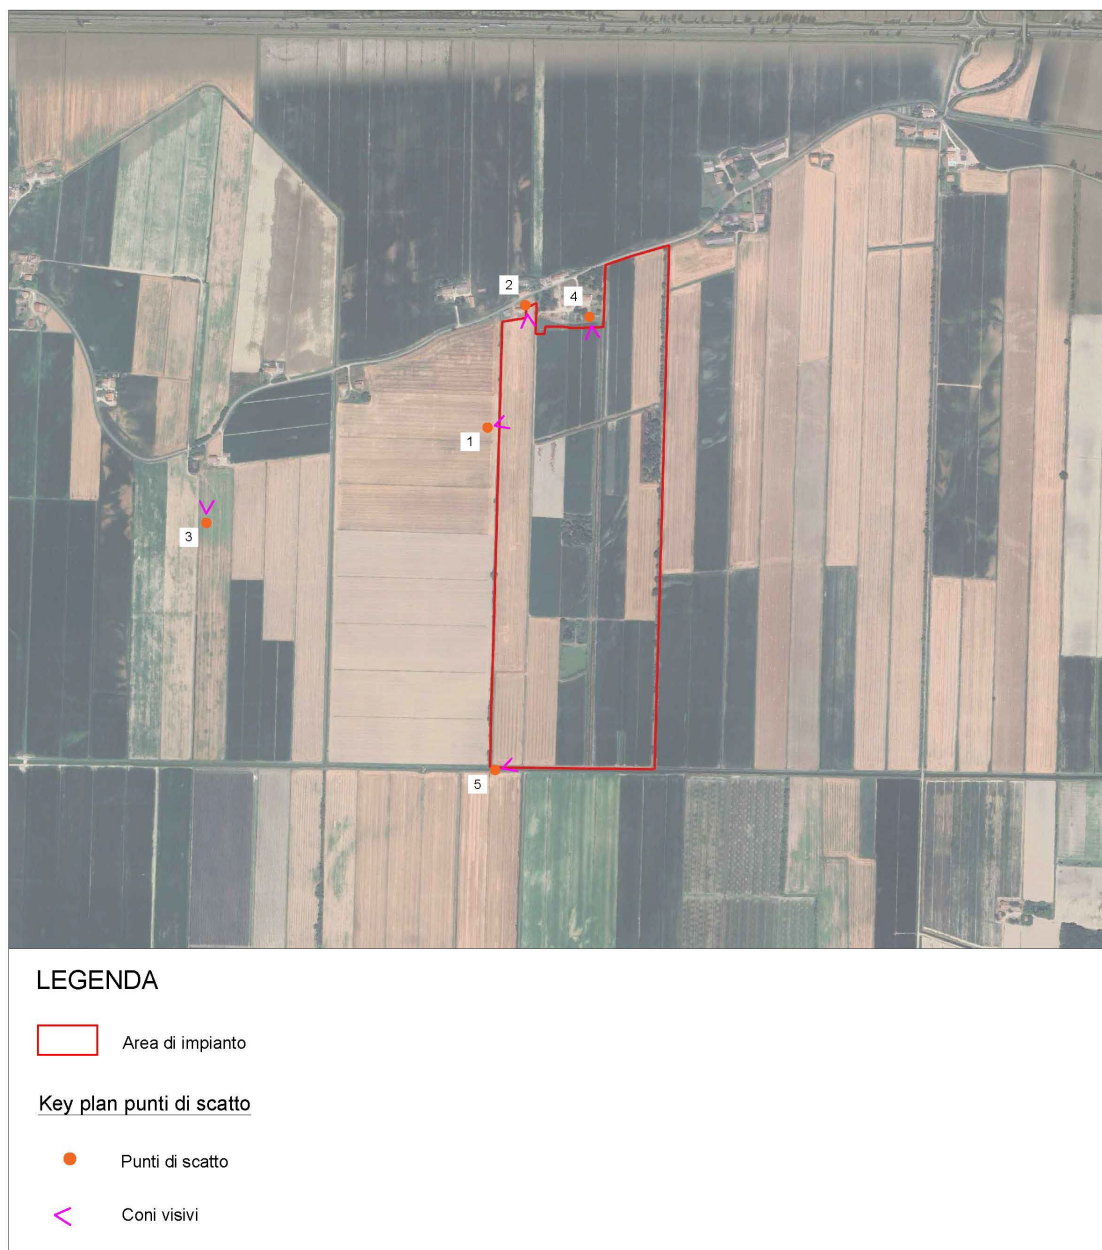 2
4
1
3
5
LEGENDA
Area di impianto
Key plan punti di scatto
Punti di scatto
Coni visivi